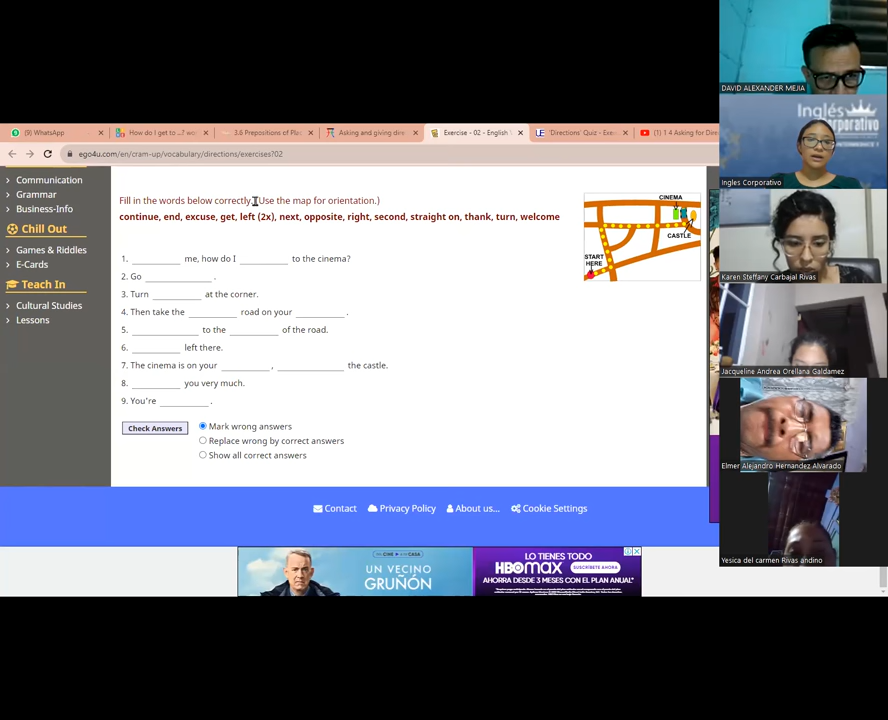 (9) WhatsApp
How do I get to ...? wo
3.6 Prepositions of Plac
Asking and giving dire
Exercise - 02 - English
'Directions' Quiz - Exerc
1 4 Asking for Dire
ego4u.com/en/cram-up/vocabulary/directions/exercises?02
Communication
Grammar
Business-Info
Chill Out
Games & Riddles
E-Cards
Teach In
Cultural Studies
Lessons
Fill in the words below correctly. (Use the map for orientation.)
continue, end, excuse, get, left (2x), next, opposite, right, second, straight on, thank, turn, welcome
1. me, how do I to the cinema?
2. Go .
3. Turn at the corner.
4. Then take the road on your .
5. to the of the road.
6. left there.
7. The cinema is on your , the castle.
8. you very much.
9. You're .
Check Answers
Mark wrong answers
Replace wrong by correct answers
Show all correct answers
CINEMA
CASTLE
START
HERE
Contact
Privacy Policy
About us...
Cookie Settings
UN VECINO
GRUÑÓN
LO TIENES TODO
HBOmax
SUSCRÍBETE AHORA
AHORRA DESDE 3 MESES CON EL PLAN ANUAL*
DAVID ALEXANDER MEJIA
Inglés
Corporativo
Ingles Corporativo
Karen Steffany Carbajal Rivas
Jacqueline Andrea Orellana Galdamez
Elmer Alejandro Hernandez Alvarado
Yesica del carmen Rivas andino